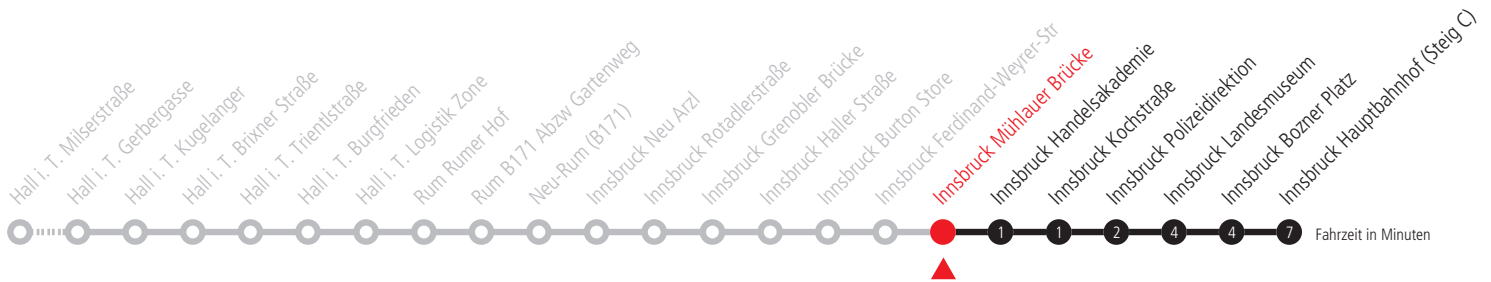 Hall i. T. Milserstraße
Hall i. T. Gerbergasse
Hall i. T. Kugelanger
Hall i. T. Brixner Straße
Hall i. T. Trientlstraße
Hall i. T. Burgfrieden
Hall i. T. Logistik Zone
Rum Rumer Hof
Rum B171 Abzw Gartenweg
Neu-Rum (B171)
Innsbruck Neu Arzl
Innsbruck Rotadlerstraße
Innsbruck Grenobler Brücke
Innsbruck Haller Straße
Innsbruck Burton Store
Innsbruck Ferdinand-Weyrer-Str
Innsbruck Mühlauer Brücke
Innsbruck Handelsakademie
Innsbruck Kochstraße
Innsbruck Polizeidirektion
Innsbruck Landesmuseum
Innsbruck Bozner Platz
Innsbruck Hauptbahnhof (Steig C)
1 1 2 4 4 7 Fahrzeit in Minuten